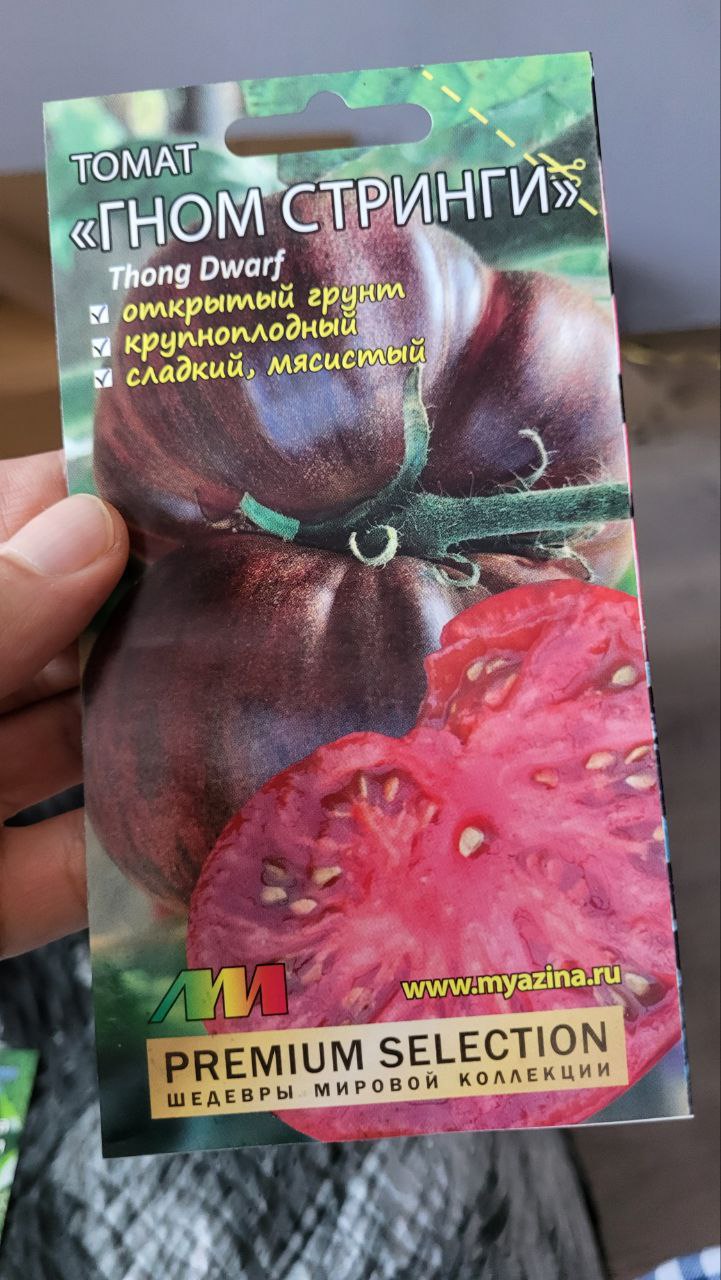 ТОМАТ
«ГНОМ СТРИНГИ»
Thong Dwarf
открытый грунт
крупноплодный
сладкий, мясистый
www.myazina.ru
PREMIUM SELECTION
ШЕДЕВРЫ МИРОВОЙ КОЛЛЕКЦИИ